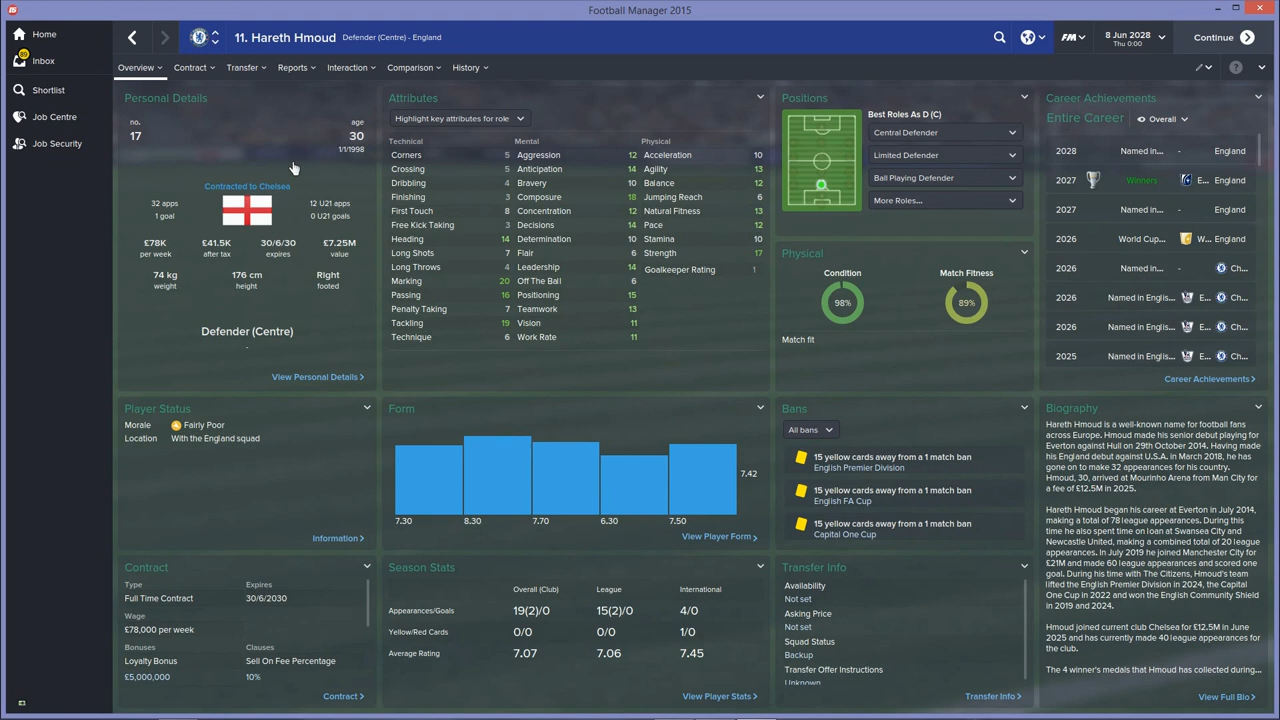 Football Manager 2015
Home
89
Inbox
Shortlist
Job Centre
Job Security
11. Hareth Hmoud
Defender (Centre) - England
FM
8 Jun 2028
Thu 0:00
Continue
Overview
Contract
Transfer
Reports
Interaction
Comparison
History
?
Personal Details
no.
17
age
30
1/1/1998
Contracted to Chelsea
32 apps
1 goal
12 U21 apps
0 U21 goals
£78K
per week
£41.5K
after tax
30/6/30
expires
£7.25M
value
74 kg
weight
176 cm
height
Right
footed
Defender (Centre)
-
View Personal Details >
Attributes
Highlight key attributes for role
Technical
Corners 5
Crossing 5
Dribbling 4
Finishing 3
First Touch 8
Free Kick Taking 3
Heading 14
Long Shots 7
Long Throws 4
Marking 20
Passing 16
Penalty Taking 7
Tackling 19
Technique 6
Mental
Aggression 12
Anticipation 14
Bravery 10
Composure 18
Concentration 12
Decisions 14
Determination 10
Flair 6
Leadership 14
Off The Ball 6
Positioning 15
Teamwork 13
Vision 11
Work Rate 11
Physical
Acceleration 10
Agility 13
Balance 12
Jumping Reach 6
Natural Fitness 13
Pace 12
Stamina 10
Strength 17
Goalkeeper Rating 1
Positions
Best Roles As D (C)
Central Defender
Limited Defender
Ball Playing Defender
More Roles...
Physical
Condition
98%
Match Fitness
89%
Match fit
Career Achievements
Entire Career
Overall
2028 Named in... - England
2027 Winners E... England
2027 Named in... - England
2026 World Cup... W... England
2026 Named in... - Ch...
2026 Named in Englis... E... Ch...
2026 Named in Englis... E... Ch...
2025 Named in Englis... E... Ch...
Career Achievements >
Player Status
Morale Fairly Poor
Location With the England squad
Information >
Form
7.42
7.30 8.30 7.70 6.30 7.50
View Player Form >
Bans
All bans
15 yellow cards away from a 1 match ban
English Premier Division
15 yellow cards away from a 1 match ban
English FA Cup
15 yellow cards away from a 1 match ban
Capital One Cup
Biography
Hareth Hmoud is a well-known name for football fans
across Europe. Hmoud made his senior debut playing for
Everton against Hull on 29th October 2014. Having made
his England debut against U.S.A. in March 2018, he has
gone on to make 32 appearances for his country.
Hmoud, 30, arrived at Mourinho Arena from Man City for
a fee of £12.5M in 2025.
Hmoud began his career at Everton in July 2014,
making a total of 78 league appearances. During this
time he also spent time on loan at Swansea City and
Newcastle United, making a combined total of 20 league
appearances. In July 2019 he joined Manchester City for
£21M and made 60 league appearances and scored one
goal. During his time with The Citizens, Hmoud's team
lifted the English Premier Division in 2024, the Capital
One Cup in 2022 and won the English Community Shield
in 2019 and 2024.
Hmoud joined current club Chelsea for £12.5M in June
2025 and has currently made 40 league appearances for
the club.
The 4 winner's medals that Hmoud has collected during...
View Full Bio >
Contract
Type
Full Time Contract
Expires
30/6/2030
Wage
£78,000 per week
Bonuses
Loyalty Bonus
£5,000,000
Clauses
Sell On Fee Percentage
10%
Contract >
Season Stats
Overall (Club) League International
Appearances/Goals 19(2)/0 15(2)/0 4/0
Yellow/Red Cards 0/0 0/0 1/0
Average Rating 7.07 7.06 7.45
View Player Stats >
Transfer Info
Availability
Not set
Asking Price
Not set
Squad Status
Backup
Transfer Offer Instructions
Unknown
Transfer Info >